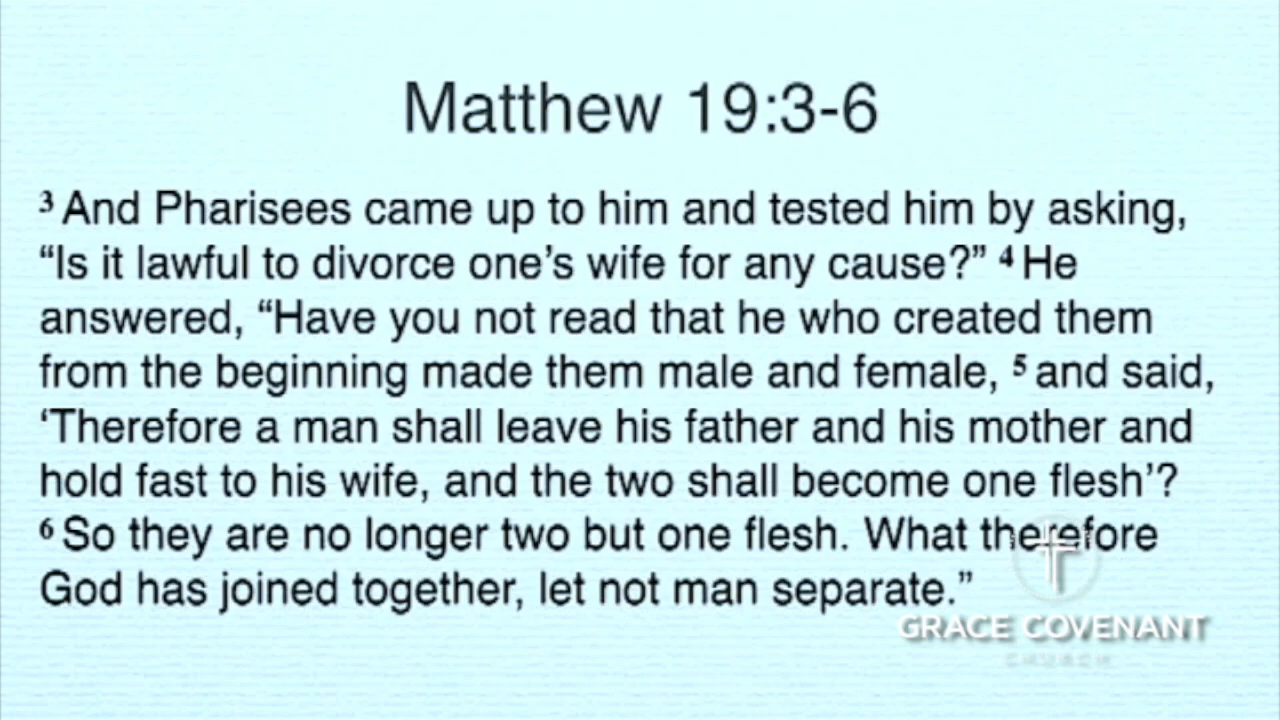 Matthew 19:3-6
3 And Pharisees came up to him and tested him by asking,
“Is it lawful to divorce one’s wife for any cause?” 4 He
answered, “Have you not read that he who created them
from the beginning made them male and female, 5 and said,
‘Therefore a man shall leave his father and his mother and
hold fast to his wife, and the two shall become one flesh’?
6 So they are no longer two but one flesh. What therefore
God has joined together, let not man separate.”
GRACE COVENANT
CHURCH